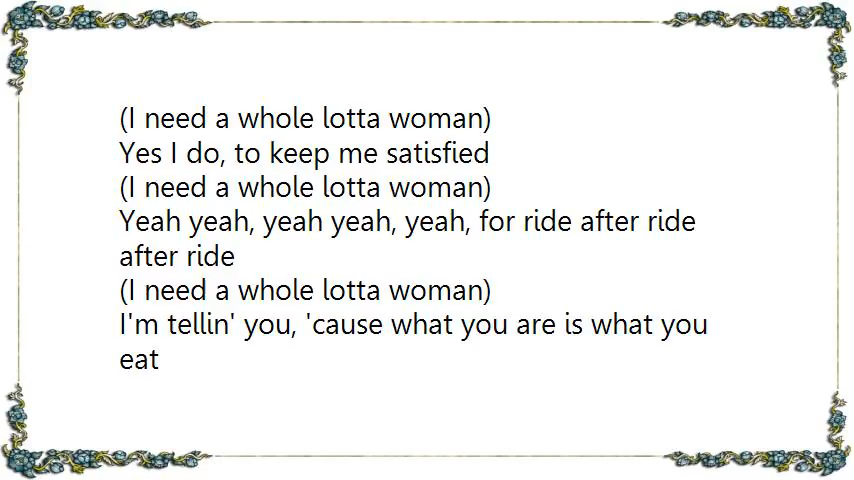 (I need a whole lotta woman)
Yes I do, to keep me satisfied
(I need a whole lotta woman)
Yeah yeah, yeah yeah, yeah, for ride after ride
after ride
(I need a whole lotta woman)
I'm tellin' you, 'cause what you are is what you
eat